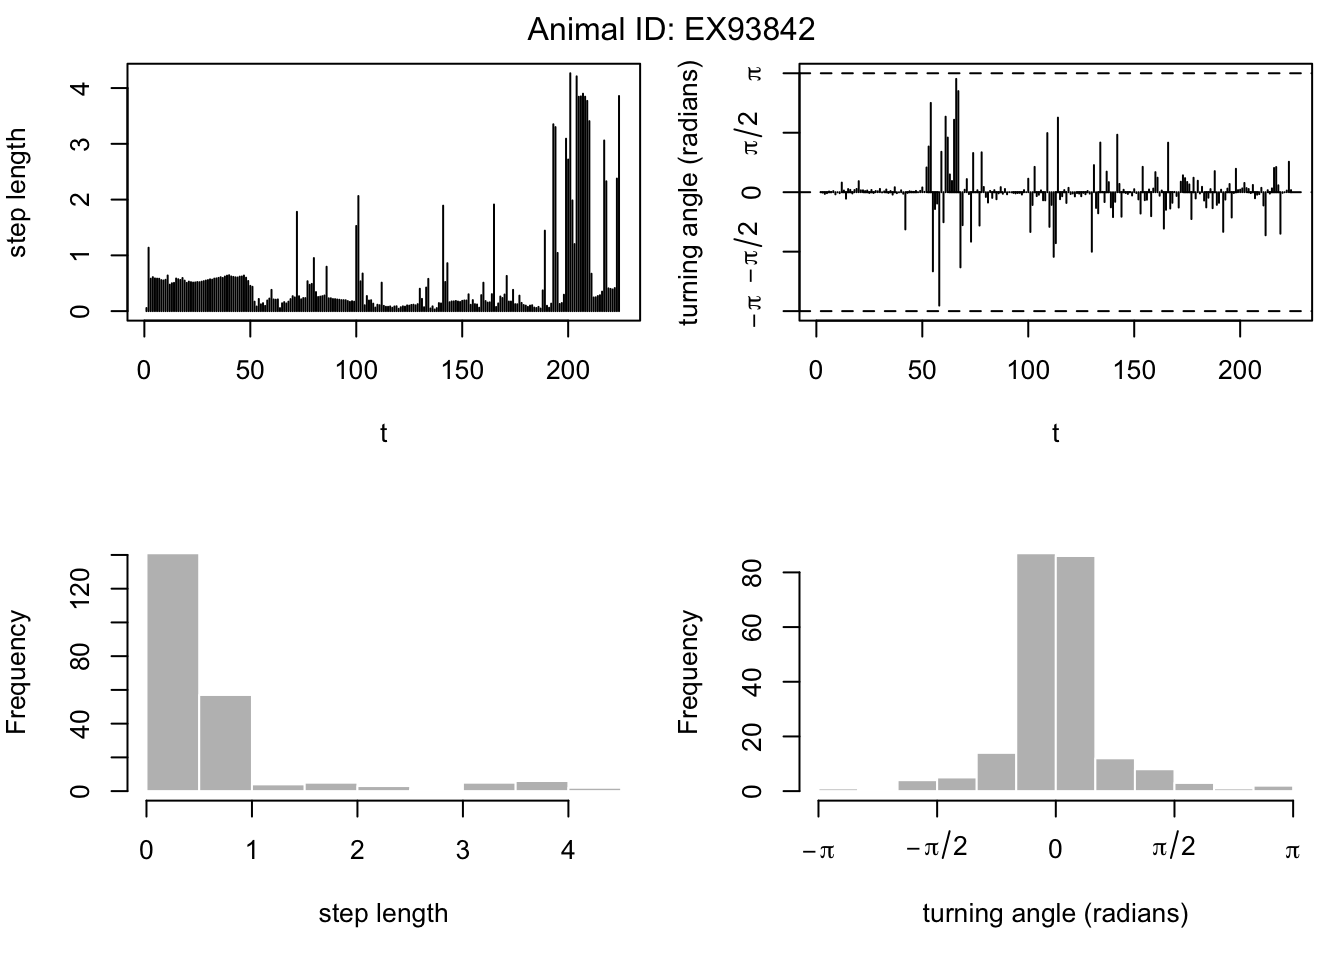 Animal ID: EX93842
step length
0 1 2 3 4
0 50 100 150 200
t
turning angle (radians)
−π −π/2 0 π/2 π
0 50 100 150 200
t
Frequency
0 40 80 120
0 1 2 3 4
step length
Frequency
0 20 40 60 80
−π −π/2 0 π/2 π
turning angle (radians)